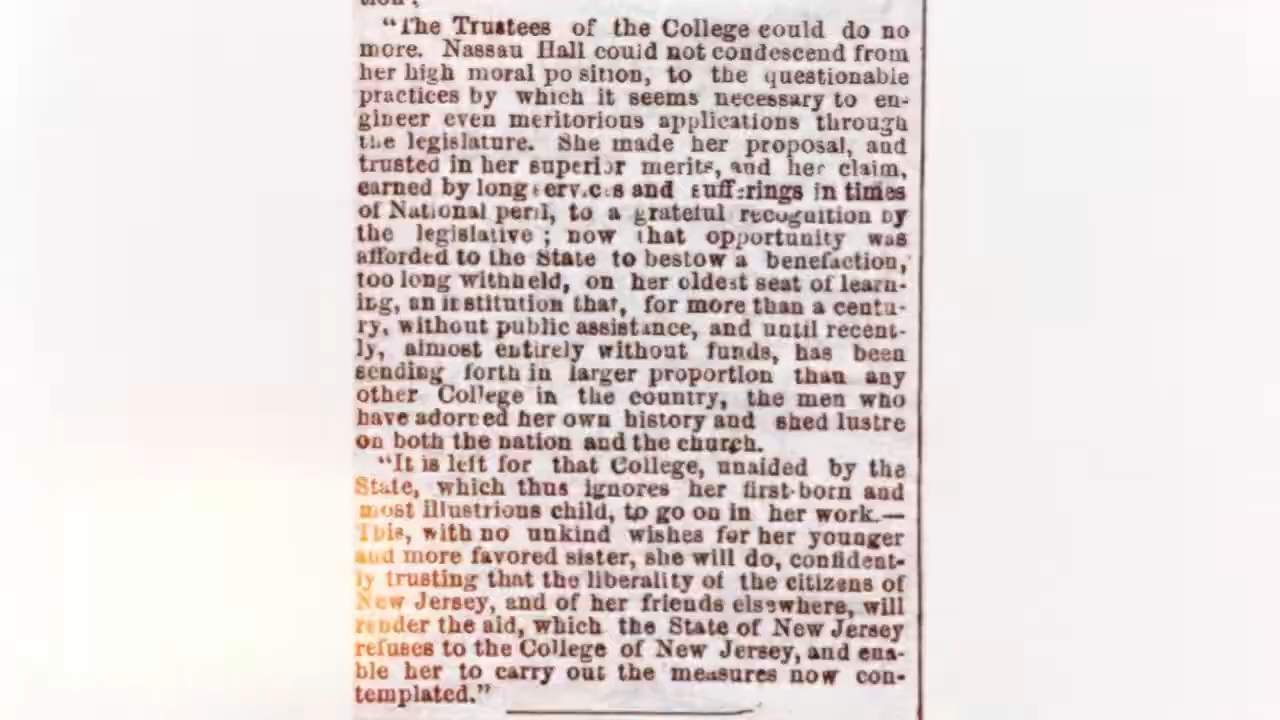 "The Trustees of the College could do no
more. Nassau Hall could not condescend from
her high moral position, to the questionable
practices by which it seems necessary to en-
gineer even meritorious applications through
the legislature. She made her proposal, and
trusted in her superior merits, and her claim,
earned by long services and sufferings in times
of National peril, to a grateful recognition by
the legislative ; now that opportunity was
afforded to the State to bestow a benefaction,
too long withheld, on her oldest seat of learn-
ing, an institution that, for more than a centu-
ry, without public assistance, and until recent-
ly, almost entirely without funds, has been
sending forth in larger proportion than any
other College in the country, the men who
have adorned her own history and shed lustre
on both the nation and the church.
"It is left for that College, unaided by the
State, which thus ignores her first-born and
most illustrious child, to go on in her work.—
This, with no unkind wishes for her younger
and more favored sister, she will do, confident-
ly trusting that the liberality of the citizens of
New Jersey, and of her friends elsewhere, will
render the aid, which the State of New Jersey
refuses to the College of New Jersey, and ena-
ble her to carry out the measures now con-
templated."